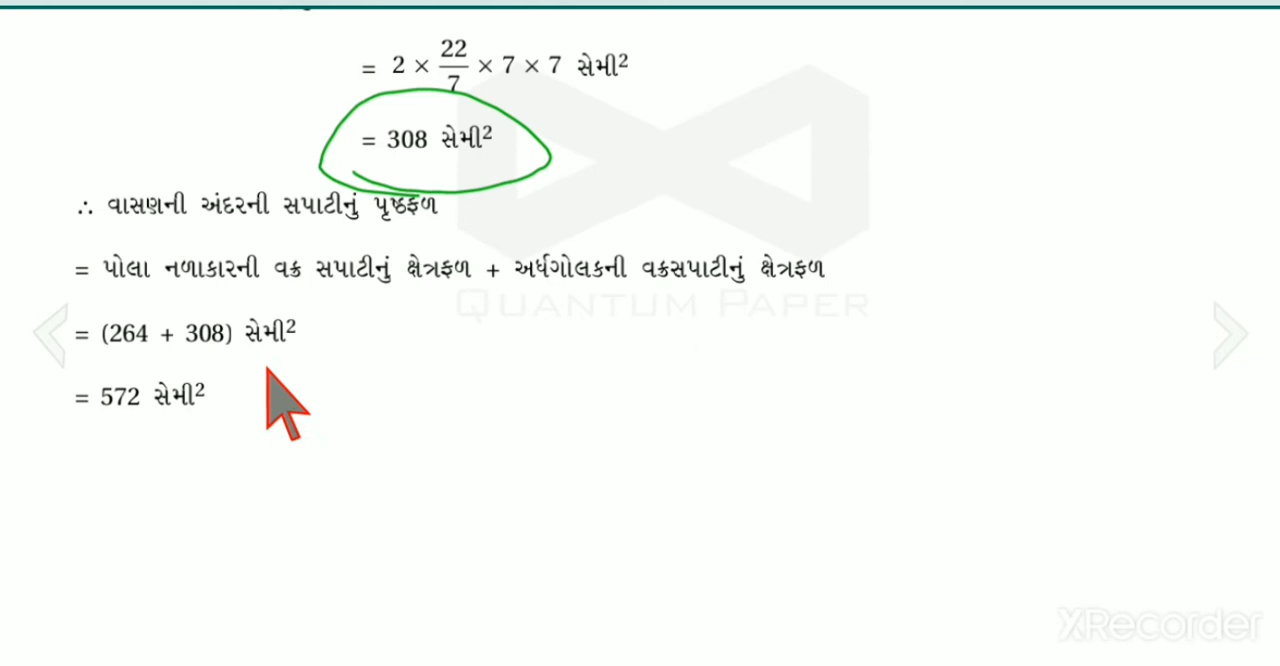 = 2 × 22/7 × 7 × 7 સેમી²
= 308 સેમી²
∴ વાસણની અંદરની સપાટીનું પૃષ્ઠફળ
= પોલા નળાકારની વક્ર સપાટીનું ક્ષેત્રફળ + અર્ધગોલકની વક્રસપાટીનું ક્ષેત્રફળ
QUANTUM PAPER
= (264 + 308) સેમી²
= 572 સેમી²
XRecorder